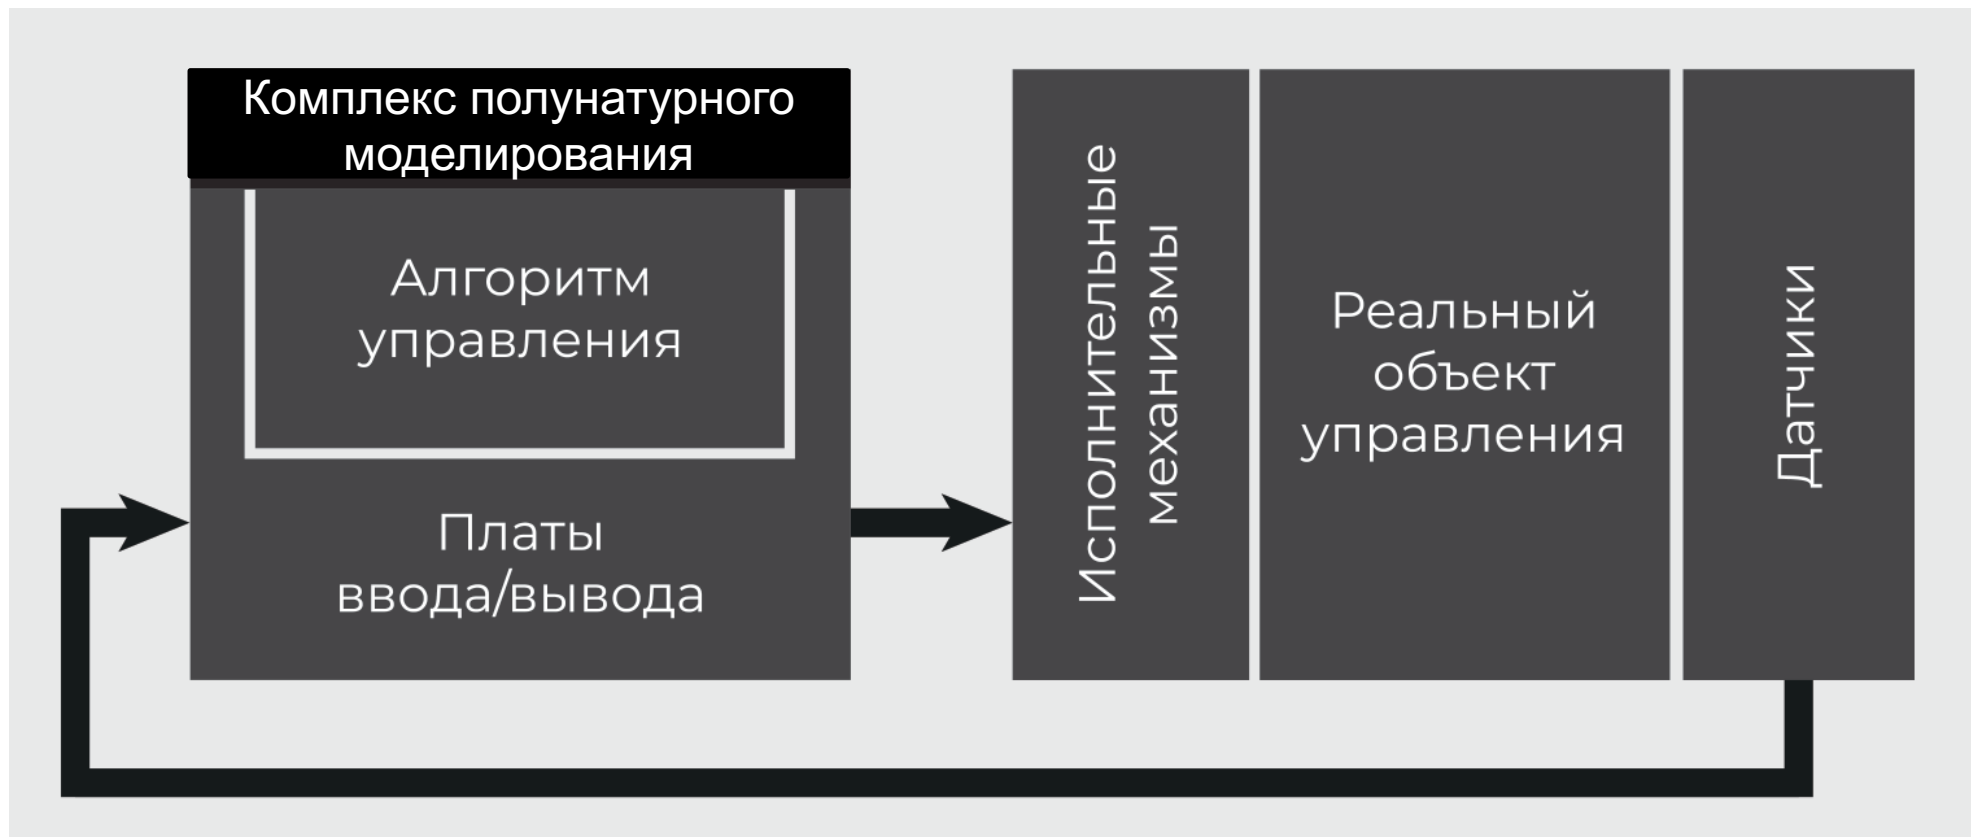 Комплекс полунатурного
моделирования
Алгоритм
управления
Платы
ввода/вывода
Исполнительные
механизмы
Реальный
объект
управления
Датчики